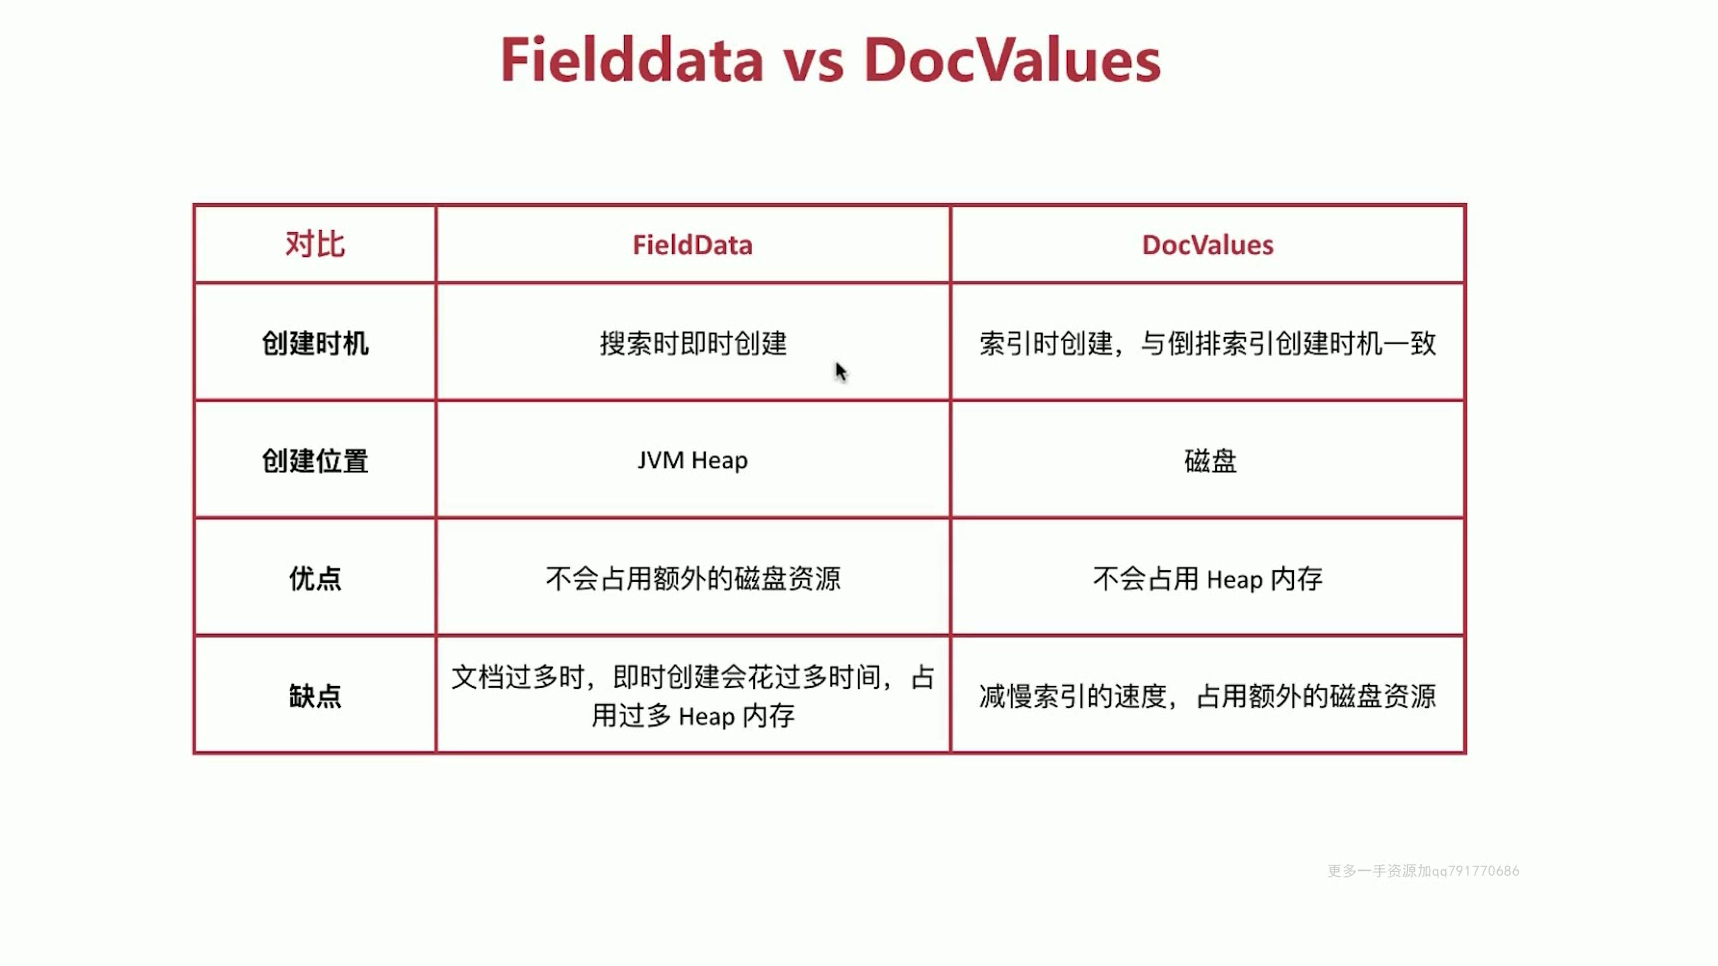 Fielddata vs DocValues
对比
FieldData
DocValues
创建时机
搜索时即时创建
索引时创建，与倒排索引创建时机一致
创建位置
JVM Heap
磁盘
优点
不会占用额外的磁盘资源
不会占用 Heap 内存
缺点
文档过多时，即时创建会花过多时间，占
用过多 Heap 内存
减慢索引的速度，占用额外的磁盘资源
更多一手资源加qq791770686